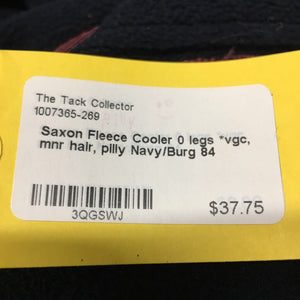 The Tack Collector
1007365-269
Saxon Fleece Cooler 0 legs *vgc,
mnr hair, pilly Navy/Burg 84
3QGSWJ
$37.75